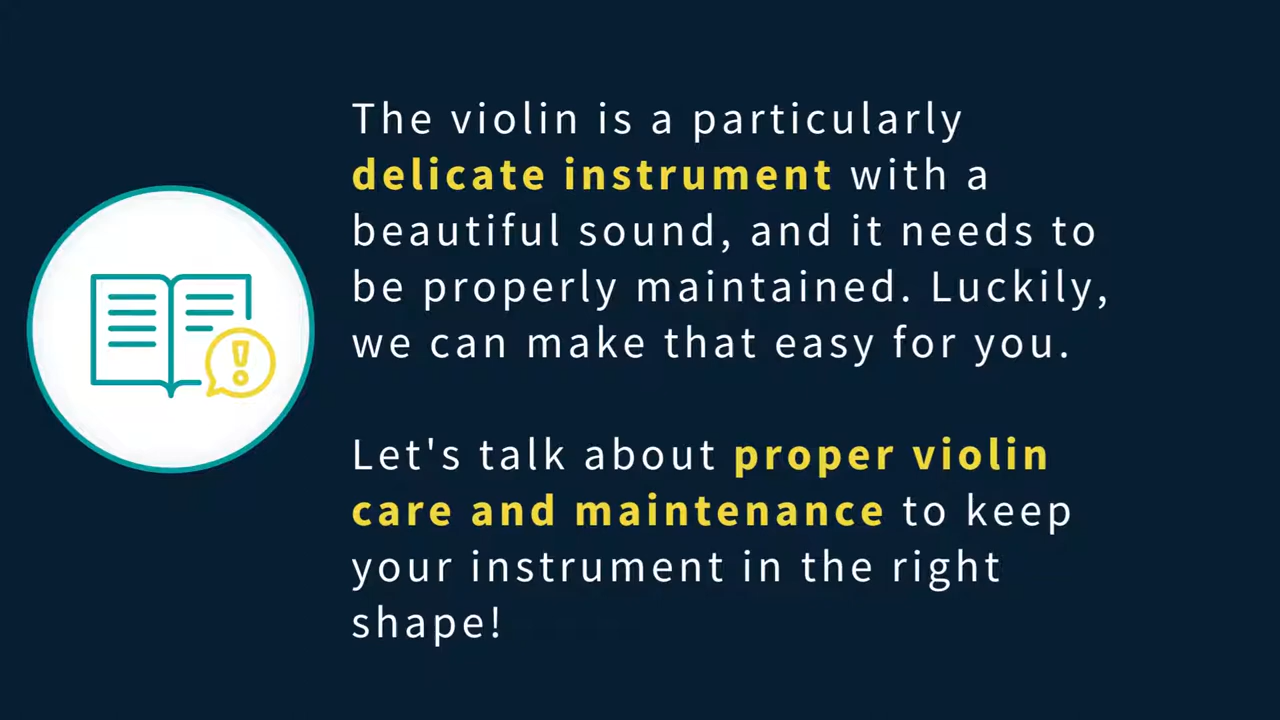 The violin is a particularly
delicate instrument with a
beautiful sound, and it needs to
be properly maintained. Luckily,
we can make that easy for you.
Let's talk about proper violin
care and maintenance to keep
your instrument in the right
shape!